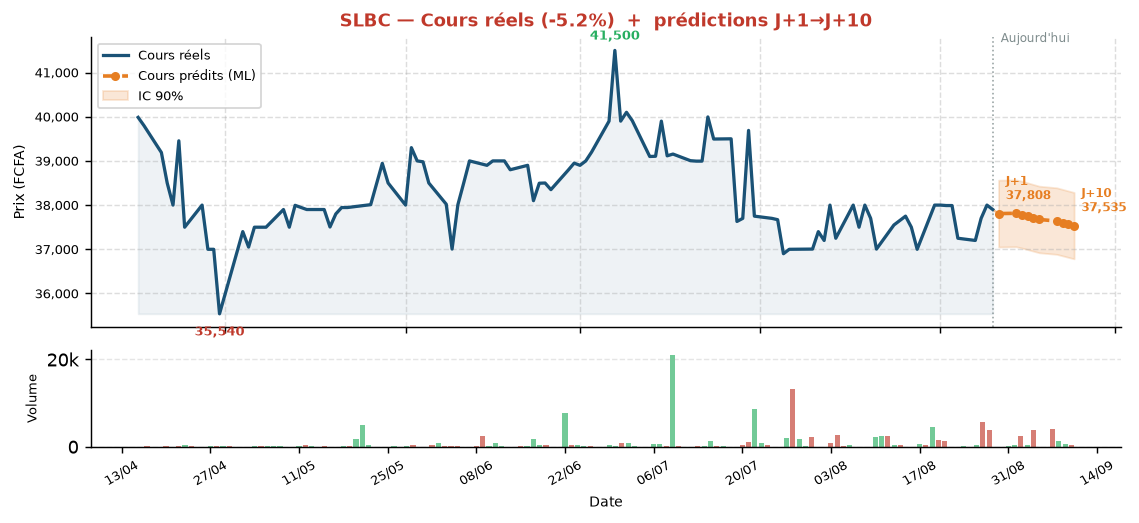 SLBC — Cours réels (-5.2%)  +  prédictions J+1→J+10
41,500
Aujourd'hui
Cours réels
Cours prédits (ML)
IC 90%
41,000
40,000
39,000
38,000
37,000
36,000
Prix (FCFA)
J+1
37,808
J+10
37,535
35,540
20k
0
Volume
13/04
27/04
11/05
25/05
08/06
22/06
06/07
20/07
03/08
17/08
31/08
14/09
Date